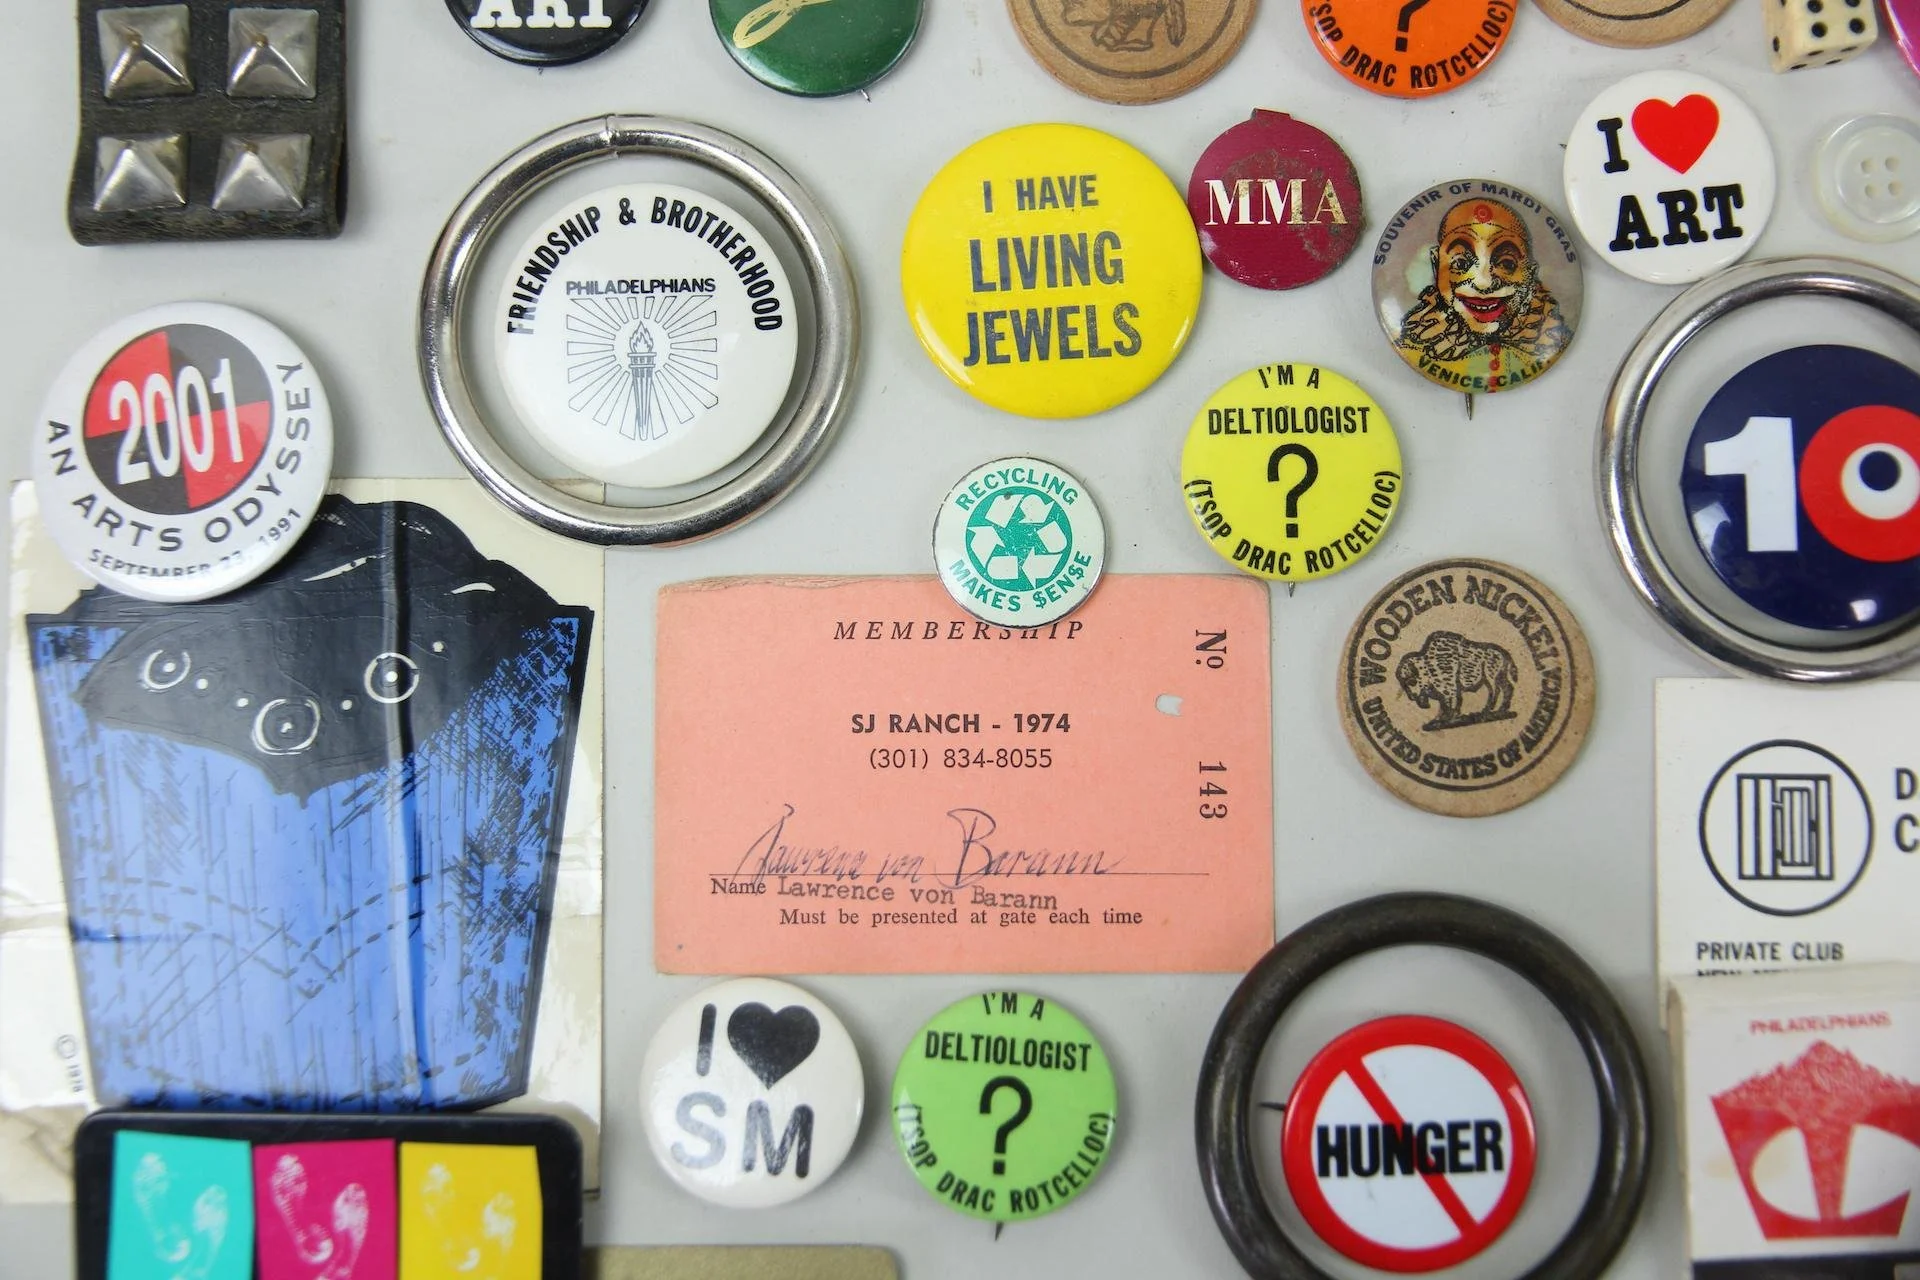 ART
TSOP DRAC ROTCELLOC)
I ❤ ART
MMA
I HAVE
LIVING
JEWELS
FRIENDSHIP & BROTHERHOOD
PHILADELPHIANS
SOUVENIR OF MARDI GRAS
VENICE, CALIF.
2001
AN ARTS ODYSSEY
SEPTEMBER 23, 1991
I'M A
DELTIOLOGIST
?
(TSOP DRAC ROTCELLOC)
10
RECYCLING
MAKES $EN$E
WOODEN NICKEL
UNITED STATES OF AMERICA
MEMBERSHIP
No. 143
SJ RANCH - 1974
(301) 834-8055
Lawrence von Barann
Name Lawrence von Barann
Must be presented at gate each time
D
C
PRIVATE CLUB
PHILADELPHIANS
© 1978
I ♥
SM
I'M A
DELTIOLOGIST
?
(TSOP DRAC ROTCELLOC)
HUNGER